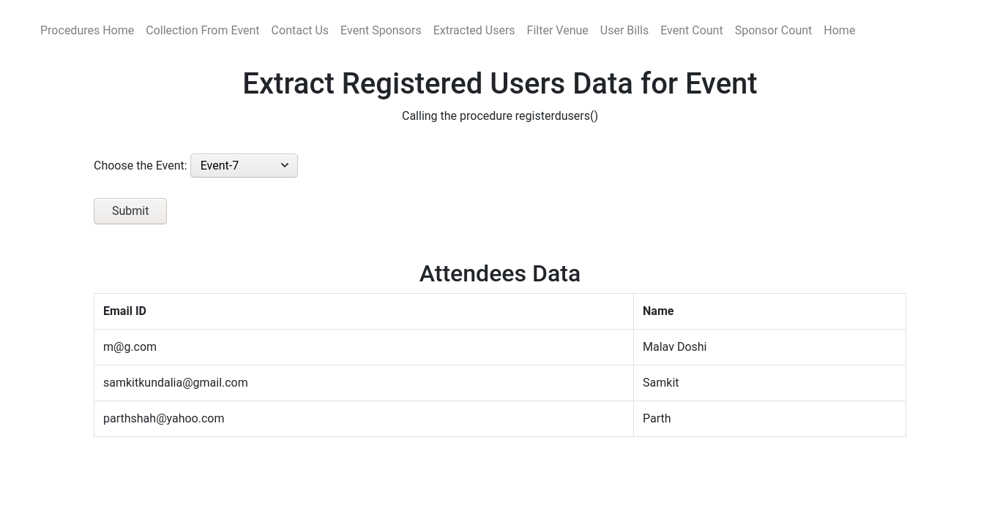 Procedures Home Collection From Event Contact Us Event Sponsors Extracted Users Filter Venue User Bills Event Count Sponsor Count Home
Extract Registered Users Data for Event
Calling the procedure registerdusers()
Choose the Event: Event-7
Submit
Attendees Data
Email ID Name
m@g.com Malav Doshi
samkitkundalia@gmail.com Samkit
parthshah@yahoo.com Parth